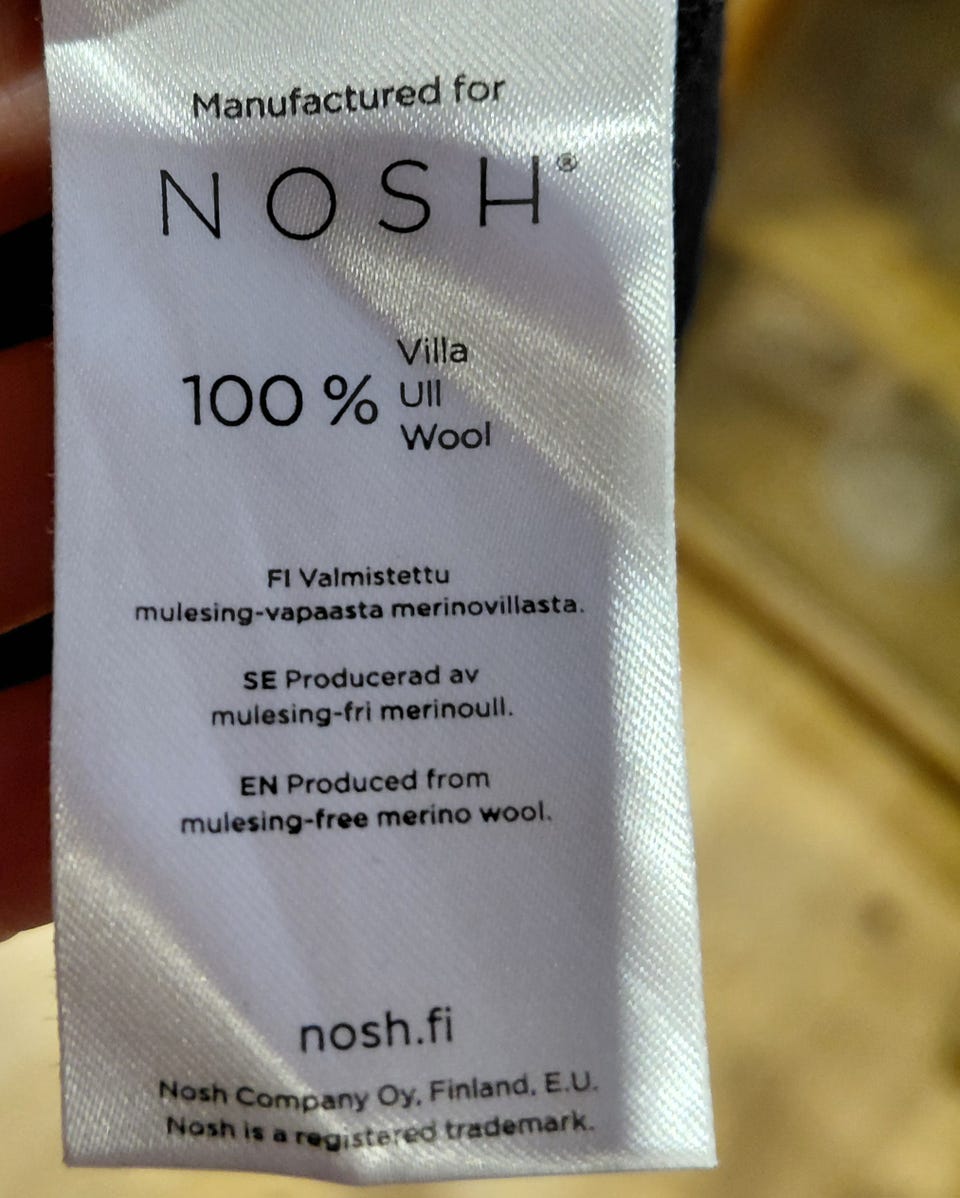 Manufactured for
NOSH®
100 % Villa
Ull
Wool
FI Valmistettu
mulesing-vapaasta merinovillasta.
SE Producerad av
mulesing-fri merinoull.
EN Produced from
mulesing-free merino wool.
nosh.fi
Nosh Company Oy, Finland, E.U.
Nosh is a registered trademark.